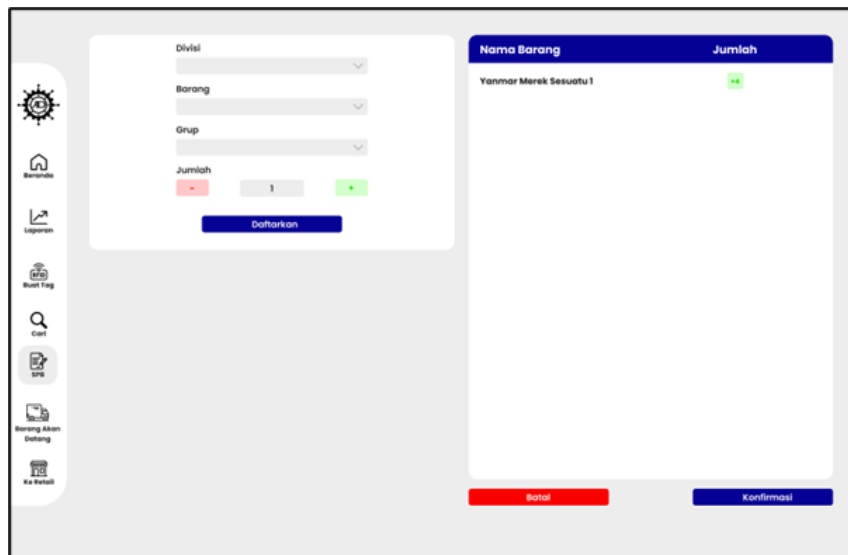 Beranda
Laporan
RFID
Buat Tag
Cari
SPB
Barang Akan
Datang
Ke Retail
Divisi
Barang
Grup
Jumlah
- 1 +
Daftarkan
Nama Barang Jumlah
Yanmar Merek Sesuatu 1
Batal Konfirmasi